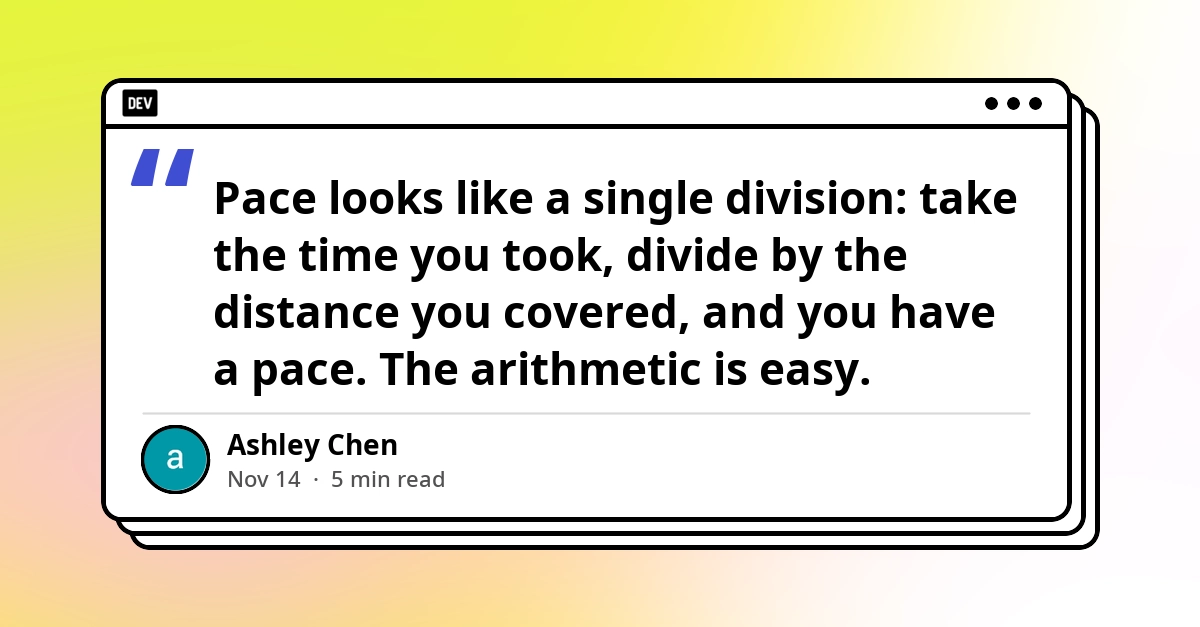 DEV
“
Pace looks like a single division: take
the time you took, divide by the
distance you covered, and you have
a pace. The arithmetic is easy.
a
Ashley Chen
Nov 14 · 5 min read